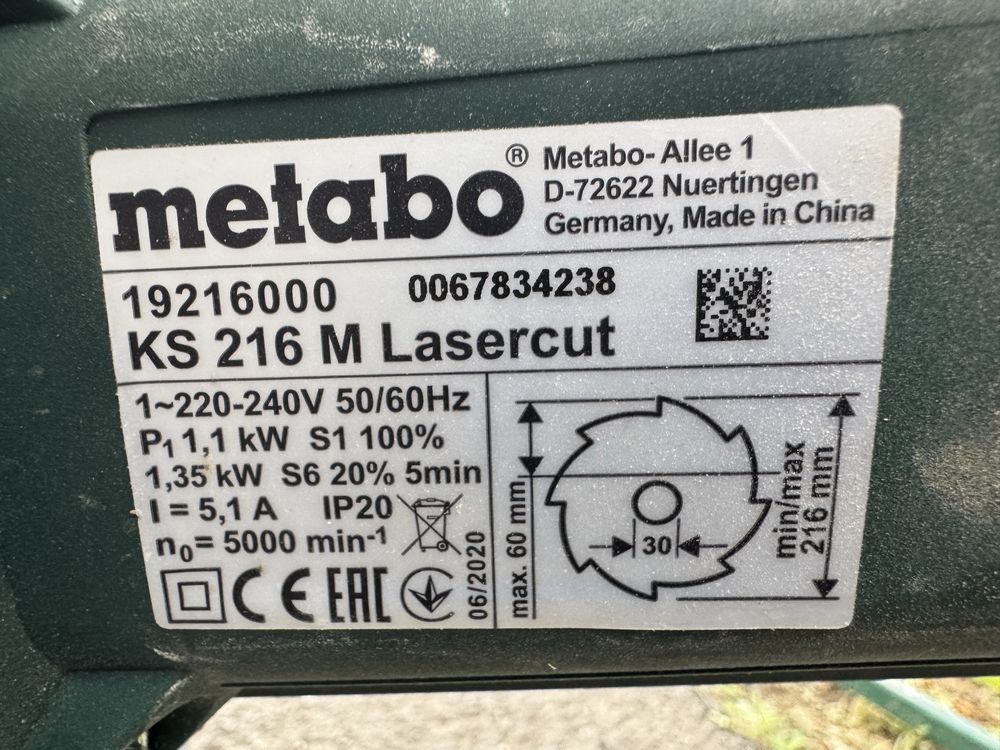 metabo®
Metabo- Allee 1
D-72622 Nuertingen
Germany, Made in China
19216000 0067834238
KS 216 M Lasercut
1~220-240V 50/60Hz
P₁ 1,1 kW S1 100%
1,35 kW S6 20% 5min
I = 5,1 A IP20
n₀= 5000 min⁻¹
CE EAC
06/2020
max. 60 mm
30
min/max
216 mm